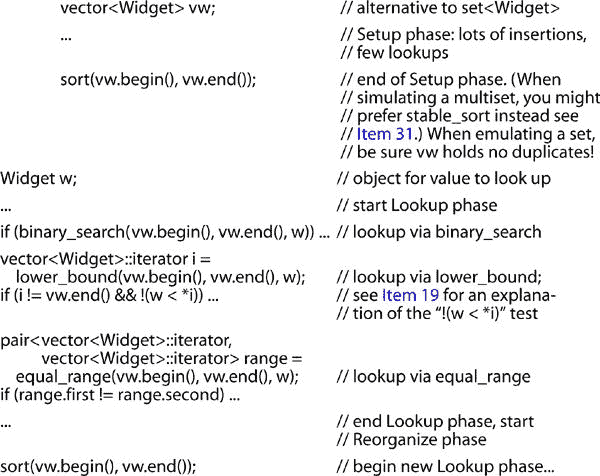 vector<Widget> vw; // alternative to set<Widget>
... // Setup phase: lots of insertions,
// few lookups
sort(vw.begin(), vw.end()); // end of Setup phase. (When
// simulating a multiset, you might
// prefer stable_sort instead see
// Item 31.) When emulating a set,
// be sure vw holds no duplicates!
Widget w; // object for value to look up
... // start Lookup phase
if (binary_search(vw.begin(), vw.end(), w)) ... // lookup via binary_search
vector<Widget>::iterator i =
lower_bound(vw.begin(), vw.end(), w); // lookup via lower_bound;
if (i != vw.end() && !(w < *i)) ... // see Item 19 for an explana-
// tion of the “!(w < *i)” test
pair<vector<Widget>::iterator,
vector<Widget>::iterator> range =
equal_range(vw.begin(), vw.end(), w); // lookup via equal_range
if (range.first != range.second) ...
... // end Lookup phase, start
// Reorganize phase
sort(vw.begin(), vw.end()); // begin new Lookup phase...